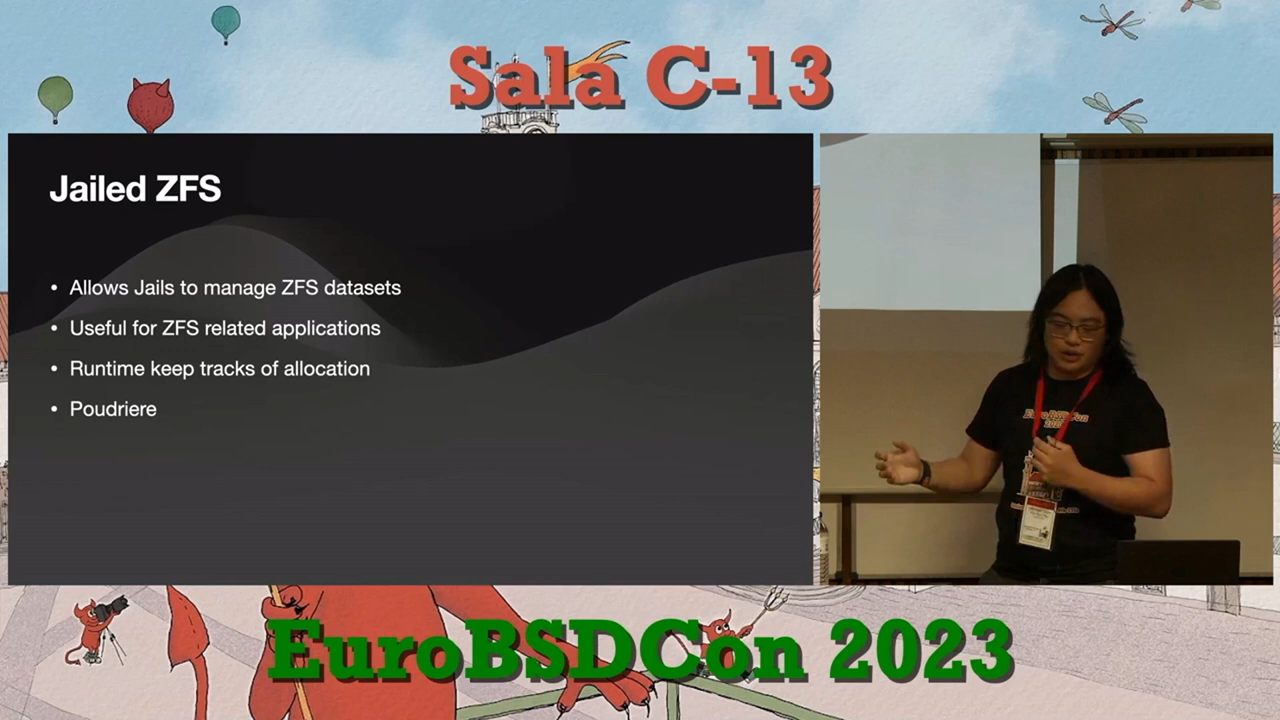 Sala C-13
Jailed ZFS
• Allows Jails to manage ZFS datasets
• Useful for ZFS related applications
• Runtime keep tracks of allocation
• Poudriere
EuroBSDCon
EuroBSDCon 2023